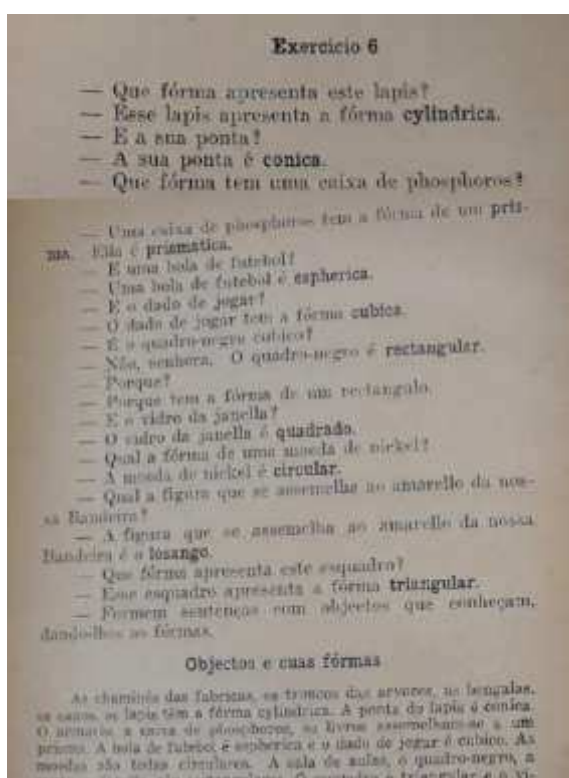 Exercicio 6
— Que fórma apresenta este lapis?
— Esse lapis apresenta a fórma cylindrica.
— E a sua ponta?
— A sua ponta é conica.
— Que fórma tem uma caixa de phosphoros?
— Uma caixa de phosphoros tem a fórma de um pris-
ma. Ella é prismatica.
— E uma bola de futebol?
— Uma bola de futebol é espherica.
— E o dado de jogar?
— O dado de jogar tem a fórma cubica.
— E o quadro-negro cubico?
— Não, senhora. O quadro-negro é rectangular.
— Porque?
— Porque tem a fórma de um rectangulo.
— E o vidro da janella?
— O vidro da janella é quadrado.
— Qual a fórma de uma moeda de nickel?
— A moeda de nickel é circular.
— Qual a figura que se assemelha ao amarello da nos-
sa Bandeira?
— A figura que se assemelha ao amarello da nossa
Bandeira é o losango.
— Que fórma apresenta este esquadro?
— Esse esquadro apresenta a fórma triangular.
— Formem sentenças com objectos que conheçam,
dando-lhes as fórmas.
Objectos e suas fórmas
As chaminés das fabricas, os troncos das arvores, as bengalas,
os canos, os lapis têm a fórma cylindrica. A ponta do lapis é conica.
O armario, a caixa de phosphoros, os livros assemelham-se a um
prisma. A bola de futebol é espherica e o dado de jogar é cubico. As
moedas são todas circulares. A sala de aulas, o quadro-negro, a